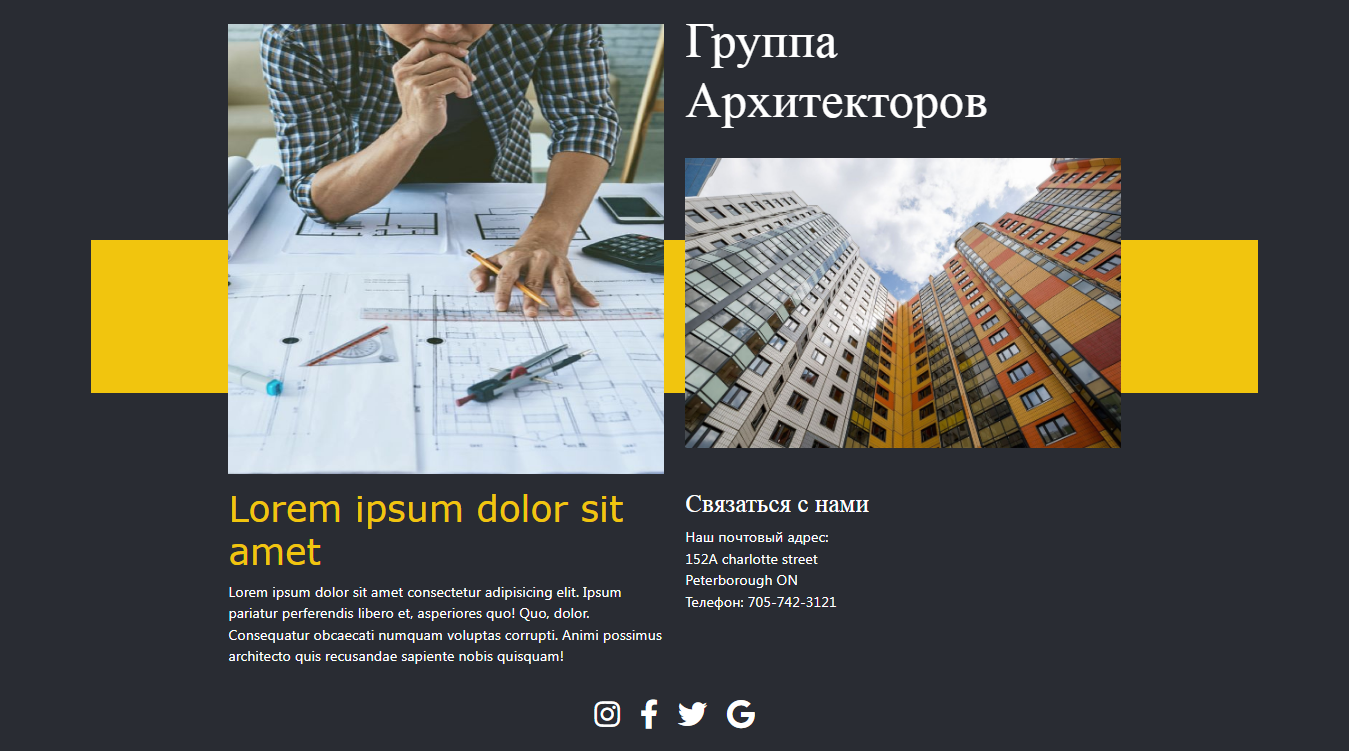 Группа
Архитекторов
Lorem ipsum dolor sit
amet
Lorem ipsum dolor sit amet consectetur adipisicing elit. Ipsum
pariatur perferendis libero et, asperiores quo! Quo, dolor.
Consequatur obcaecati numquam voluptas corrupti. Animi possimus
architecto quis recusandae sapiente nobis quisquam!
Связаться с нами
Наш почтовый адрес:
152A charlotte street
Peterborough ON
Телефон: 705-742-3121